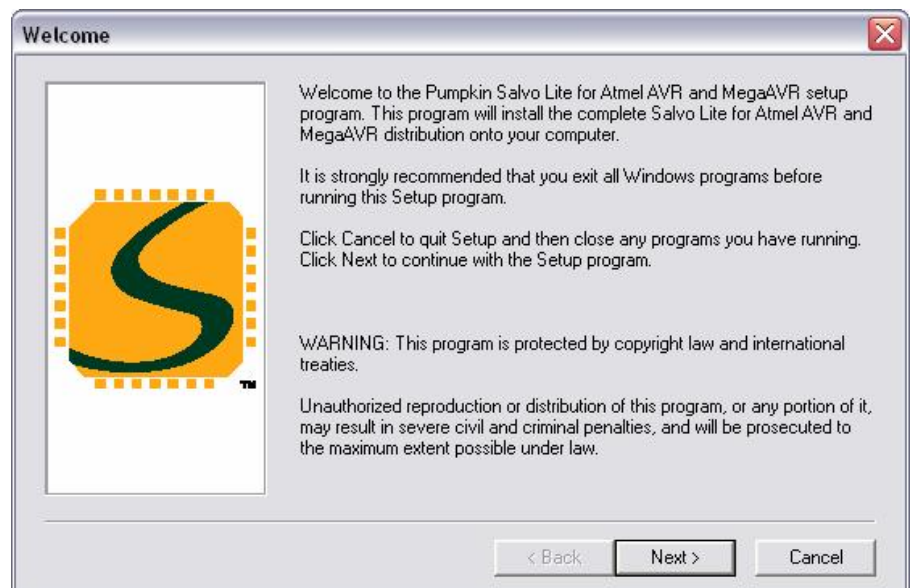 Welcome
Welcome to the Pumpkin Salvo Lite for Atmel AVR and MegaAVR setup
program. This program will install the complete Salvo Lite for Atmel AVR and
MegaAVR distribution onto your computer.
It is strongly recommended that you exit all Windows programs before
running this Setup program.
Click Cancel to quit Setup and then close any programs you have running.
Click Next to continue with the Setup program.
WARNING: This program is protected by copyright law and international
treaties.
Unauthorized reproduction or distribution of this program, or any portion of it,
may result in severe civil and criminal penalties, and will be prosecuted to
the maximum extent possible under law.
S
TM
< Back
Next >
Cancel